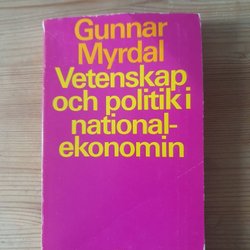 Gunnar
Myrdal
Vetenskap
och politik i
national-
ekonomin